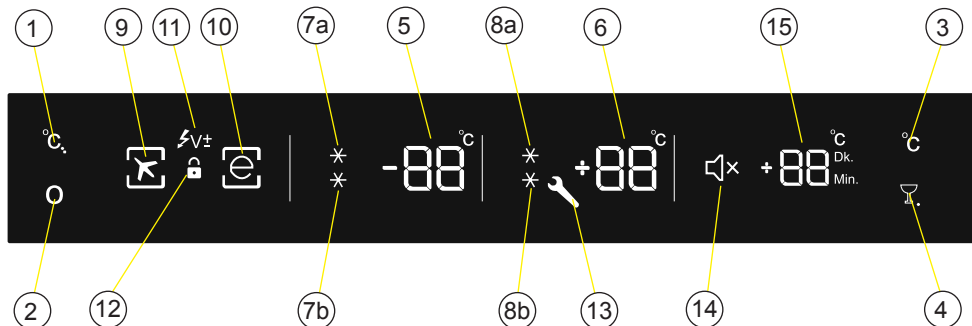 1 9 11 10 7a 5 8a 6 15 3
°C. V± °C °C °C °C
e -88 +88 + 88 Dk.
O Min.
2 12 7b 8b 13 14 4